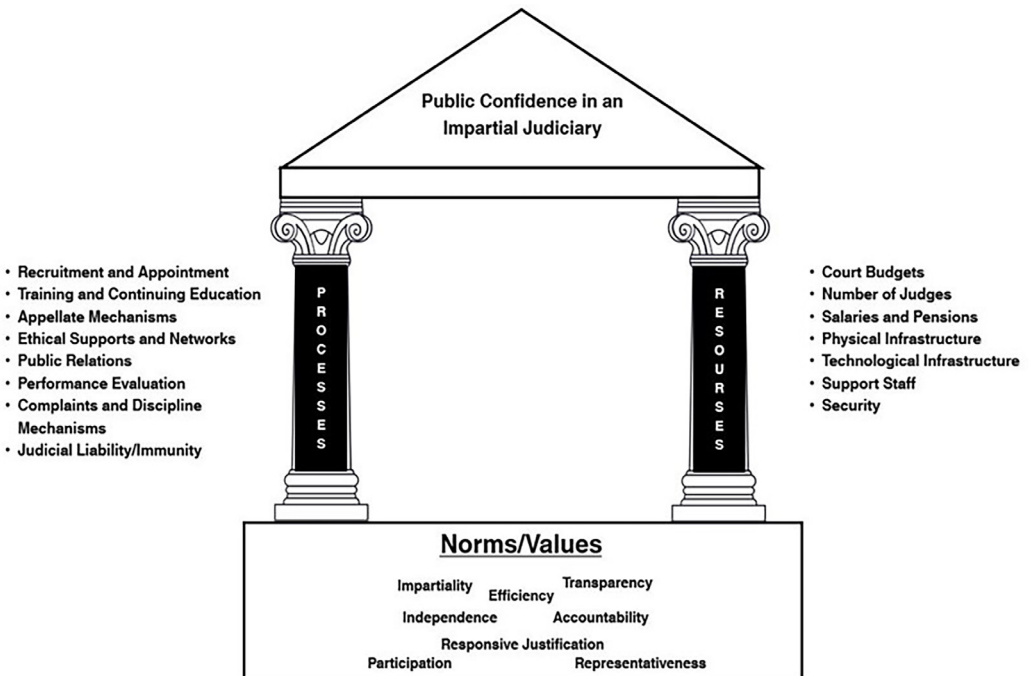 Public Confidence in an
Impartial Judiciary
• Recruitment and Appointment
• Training and Continuing Education
• Appellate Mechanisms
• Ethical Supports and Networks
• Public Relations
• Performance Evaluation
• Complaints and Discipline
Mechanisms
• Judicial Liability/Immunity
PROCESSES
RESOURSES
• Court Budgets
• Number of Judges
• Salaries and Pensions
• Physical Infrastructure
• Technological Infrastructure
• Support Staff
• Security
Norms/Values
Impartiality Efficiency Transparency
Independence Accountability
Responsive Justification
Participation Representativeness